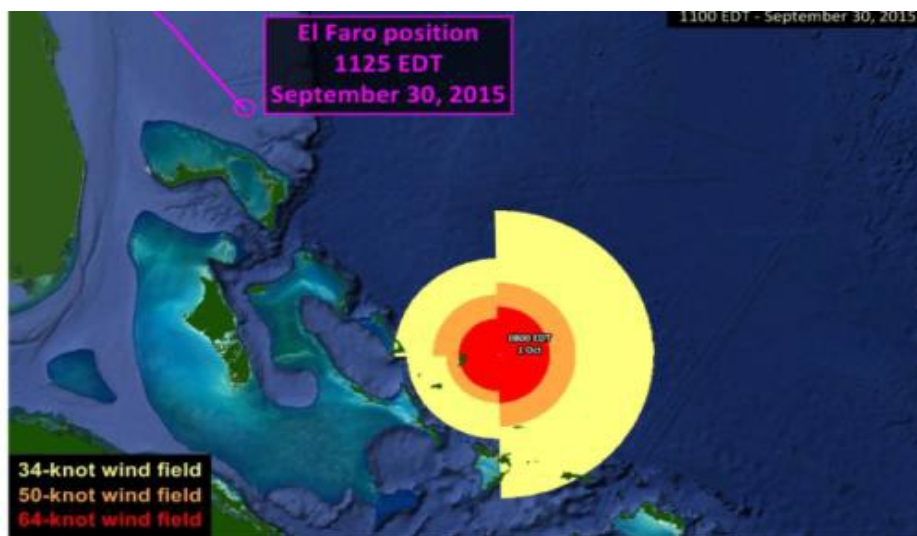 1100 EDT - September 30, 2015
El Faro position
1125 EDT
September 30, 2015
0800 EDT
1 Oct
34-knot wind field
50-knot wind field
64-knot wind field